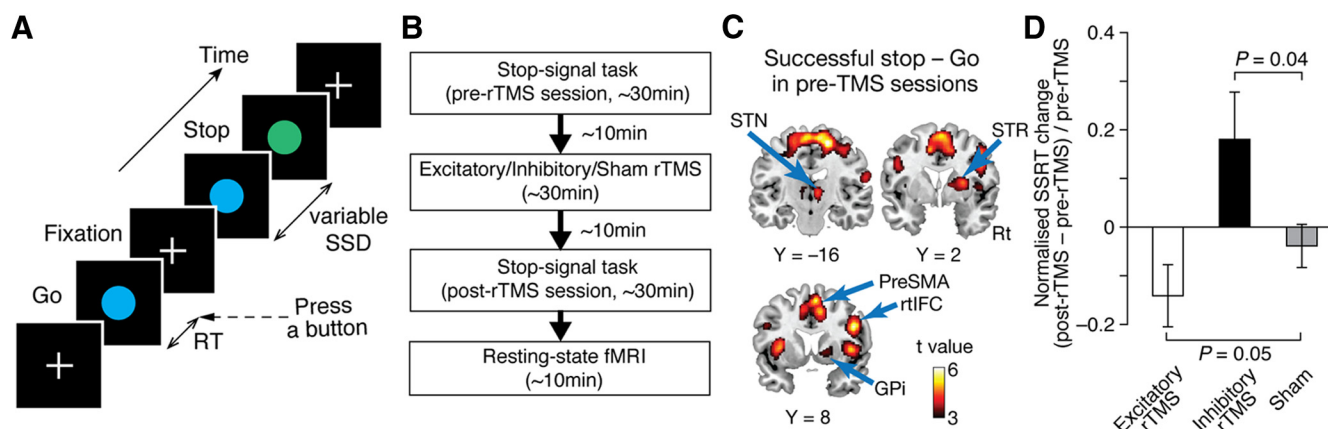 A
Time
Stop
variable
SSD
Fixation
Go
Press
a button
RT
B
Stop-signal task
(pre-rTMS session, ~30min)
~10min
Excitatory/Inhibitory/Sham rTMS
(~30min)
~10min
Stop-signal task
(post-rTMS session, ~30min)
Resting-state fMRI
(~10min)
C
Successful stop – Go
in pre-TMS sessions
STN
STR
Rt
Y = –16
Y = 2
PreSMA
rtIFC
t value
6
3
GPi
Y = 8
D
Normalised SSRT change
(post-rTMS – pre-rTMS) / pre-rTMS
0.4
0.2
0
–0.2
P = 0.04
P = 0.05
Excitatory
rTMS
Inhibitory
rTMS
Sham